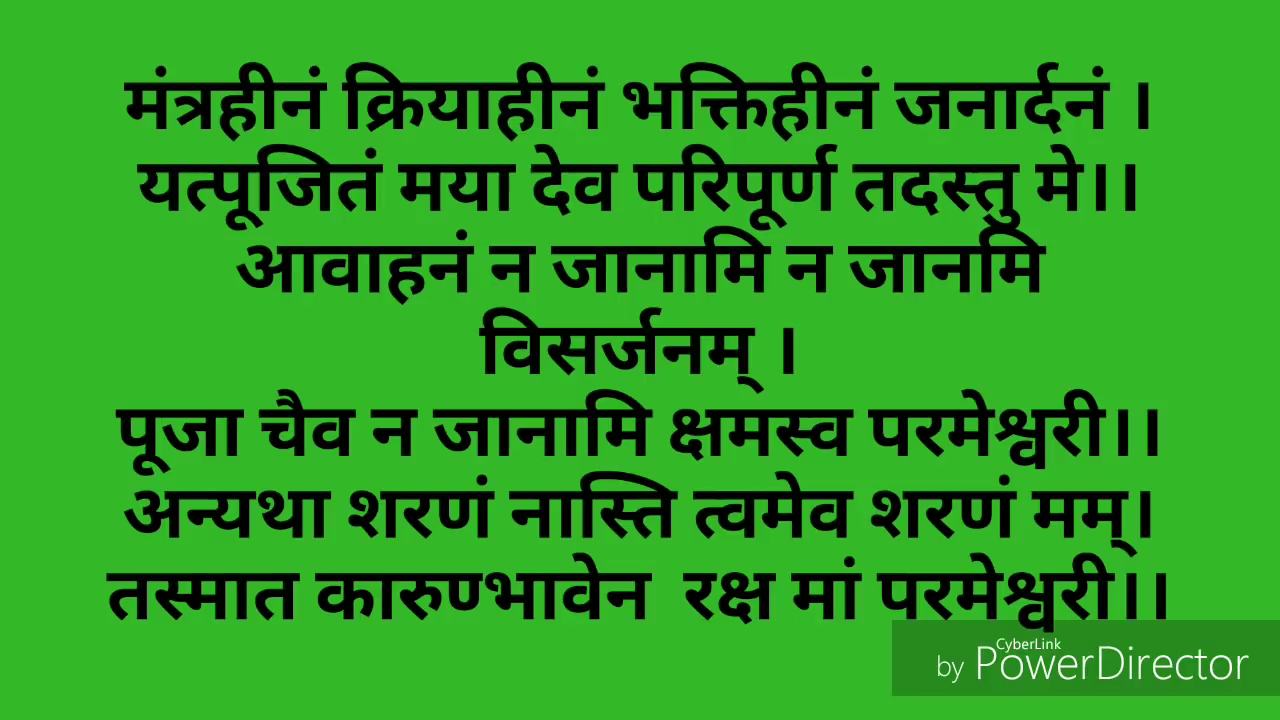 मंत्रहीनं क्रियाहीनं भक्तिहीनं जनार्दनं ।
यत्पूजितं मया देव परिपूर्ण तदस्तु मे।।
आवाहनं न जानामि न जानमि
विसर्जनम् ।
पूजा चैव न जानामि क्षमस्व परमेश्वरी।।
अन्यथा शरणं नास्ति त्वमेव शरणं मम्।
तस्मात कारुण्भावेन रक्ष मां परमेश्वरी।।
by CyberLink PowerDirector